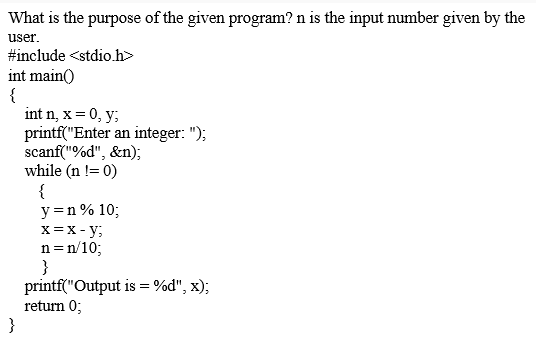 What is the purpose of the given program? n is the input number given by the
user.
#include <stdio.h>
int main()
{
int n, x = 0, y;
printf("Enter an integer: ");
scanf("%d", &n);
while (n != 0)
{
y = n % 10;
x = x - y;
n = n/10;
}
printf("Output is = %d", x);
return 0;
}